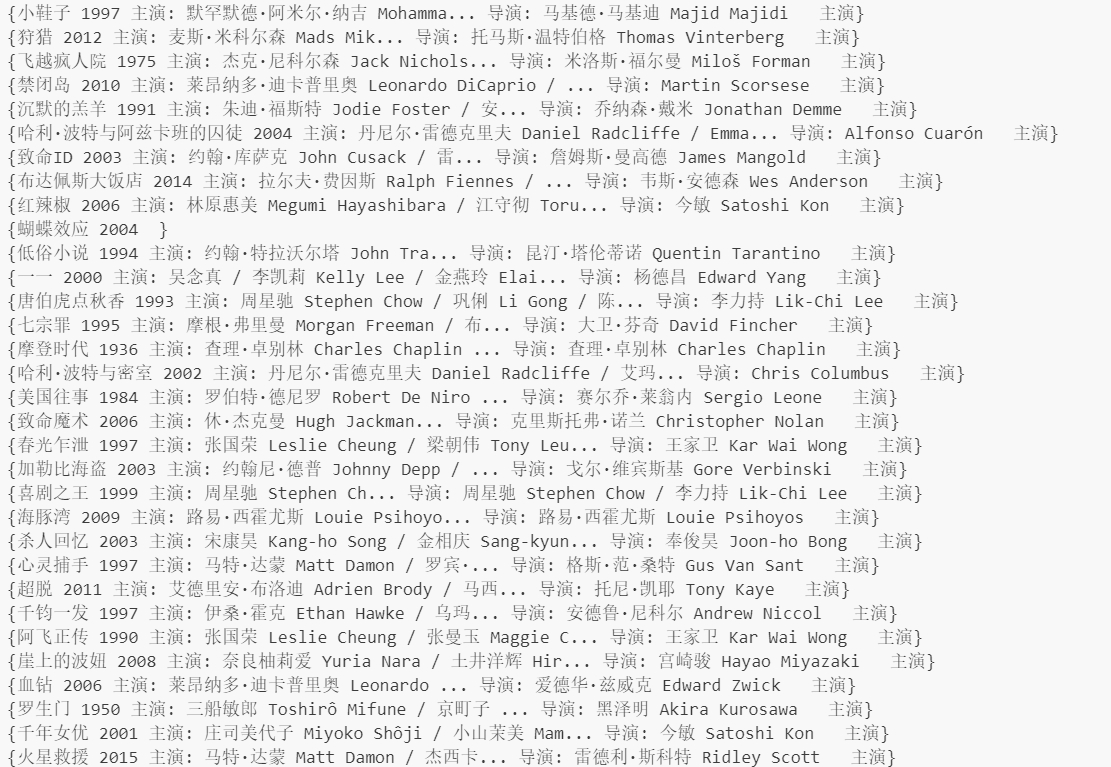 {小鞋子 1997 主演: 默罕默德·阿米尔·纳吉 Mohamma... 导演: 马基德·马基迪 Majid Majidi   主演}
{狩猎 2012 主演: 麦斯·米科尔森 Mads Mik... 导演: 托马斯·温特伯格 Thomas Vinterberg   主演}
{飞越疯人院 1975 主演: 杰克·尼科尔森 Jack Nichols... 导演: 米洛斯·福尔曼 Miloš Forman   主演}
{禁闭岛 2010 主演: 莱昂纳多·迪卡普里奥 Leonardo DiCaprio / ... 导演: Martin Scorsese   主演}
{沉默的羔羊 1991 主演: 朱迪·福斯特 Jodie Foster / 安... 导演: 乔纳森·戴米 Jonathan Demme   主演}
{哈利·波特与阿兹卡班的囚徒 2004 主演: 丹尼尔·雷德克里夫 Daniel Radcliffe / Emma... 导演: Alfonso Cuarón   主演}
{致命ID 2003 主演: 约翰·库萨克 John Cusack / 雷... 导演: 詹姆斯·曼高德 James Mangold   主演}
{布达佩斯大饭店 2014 主演: 拉尔夫·费因斯 Ralph Fiennes / ... 导演: 韦斯·安德森 Wes Anderson   主演}
{红辣椒 2006 主演: 林原惠美 Megumi Hayashibara / 江守彻 Toru... 导演: 今敏 Satoshi Kon   主演}
{蝴蝶效应 2004  }
{低俗小说 1994 主演: 约翰·特拉沃尔塔 John Tra... 导演: 昆汀·塔伦蒂诺 Quentin Tarantino   主演}
{一一 2000 主演: 吴念真 / 李凯莉 Kelly Lee / 金燕玲 Elai... 导演: 杨德昌 Edward Yang   主演}
{唐伯虎点秋香 1993 主演: 周星驰 Stephen Chow / 巩俐 Li Gong / 陈... 导演: 李力持 Lik-Chi Lee   主演}
{七宗罪 1995 主演: 摩根·弗里曼 Morgan Freeman / 布... 导演: 大卫·芬奇 David Fincher   主演}
{摩登时代 1936 主演: 查理·卓别林 Charles Chaplin ... 导演: 查理·卓别林 Charles Chaplin   主演}
{哈利·波特与密室 2002 主演: 丹尼尔·雷德克里夫 Daniel Radcliffe / 艾玛... 导演: Chris Columbus   主演}
{美国往事 1984 主演: 罗伯特·德尼罗 Robert De Niro ... 导演: 赛尔乔·莱翁内 Sergio Leone   主演}
{致命魔术 2006 主演: 休·杰克曼 Hugh Jackman... 导演: 克里斯托弗·诺兰 Christopher Nolan   主演}
{春光乍泄 1997 主演: 张国荣 Leslie Cheung / 梁朝伟 Tony Leu... 导演: 王家卫 Kar Wai Wong   主演}
{加勒比海盗 2003 主演: 约翰尼·德普 Johnny Depp / ... 导演: 戈尔·维宾斯基 Gore Verbinski   主演}
{喜剧之王 1999 主演: 周星驰 Stephen Ch... 导演: 周星驰 Stephen Chow / 李力持 Lik-Chi Lee   主演}
{海豚湾 2009 主演: 路易·西霍尤斯 Louie Psihoyo... 导演: 路易·西霍尤斯 Louie Psihoyos   主演}
{杀人回忆 2003 主演: 宋康昊 Kang-ho Song / 金相庆 Sang-kyun... 导演: 奉俊昊 Joon-ho Bong   主演}
{心灵捕手 1997 主演: 马特·达蒙 Matt Damon / 罗宾·... 导演: 格斯·范·桑特 Gus Van Sant   主演}
{超脱 2011 主演: 艾德里安·布洛迪 Adrien Brody / 马西... 导演: 托尼·凯耶 Tony Kaye   主演}
{千钧一发 1997 主演: 伊桑·霍克 Ethan Hawke / 乌玛... 导演: 安德鲁·尼科尔 Andrew Niccol   主演}
{阿飞正传 1990 主演: 张国荣 Leslie Cheung / 张曼玉 Maggie C... 导演: 王家卫 Kar Wai Wong   主演}
{崖上的波妞 2008 主演: 奈良柚莉爱 Yuria Nara / 土井洋辉 Hir... 导演: 宫崎骏 Hayao Miyazaki   主演}
{血钻 2006 主演: 莱昂纳多·迪卡普里奥 Leonardo ... 导演: 爱德华·兹威克 Edward Zwick   主演}
{罗生门 1950 主演: 三船敏郎 Toshirô Mifune / 京町子 ... 导演: 黑泽明 Akira Kurosawa   主演}
{千年女优 2001 主演: 庄司美代子 Miyoko Shôji / 小山茉美 Mam... 导演: 今敏 Satoshi Kon   主演}
{火星救援 2015 主演: 马特·达蒙 Matt Damon / 杰西卡... 导演: 雷德利·斯科特 Ridley Scott   主演}